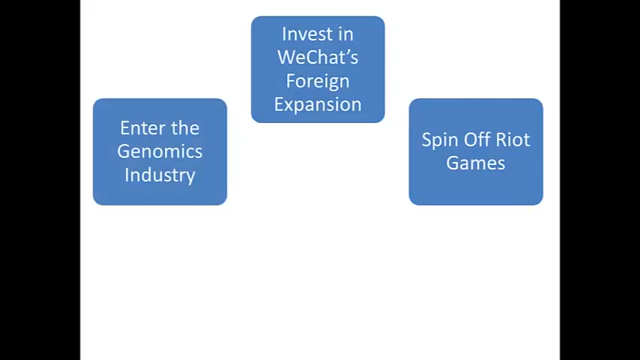 Invest in
WeChat's
Foreign
Expansion
Enter the
Genomics
Industry
Spin Off Riot
Games